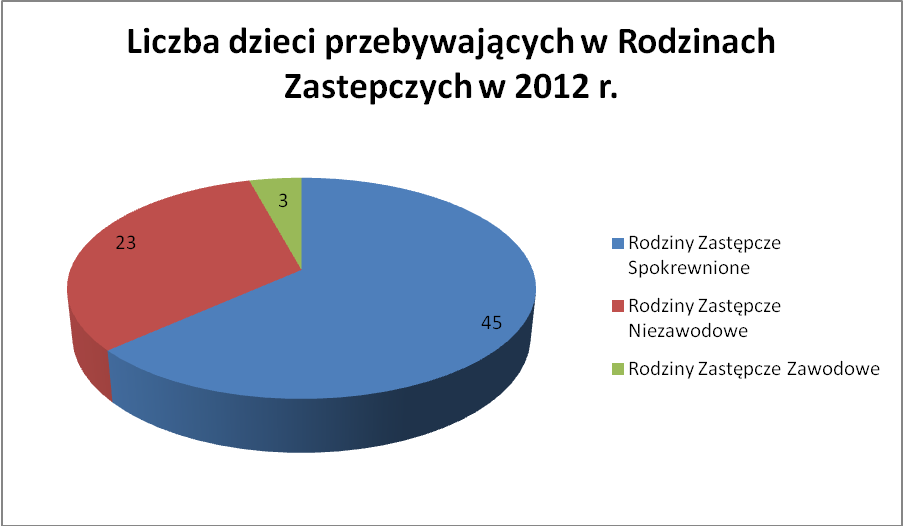 Liczba dzieci przebywających w Rodzinach
Zastepczych w 2012 r.
3
23
45
Rodziny Zastępcze
Spokrewnione
Rodziny Zastępcze
Niezawodowe
Rodziny Zastępcze Zawodowe